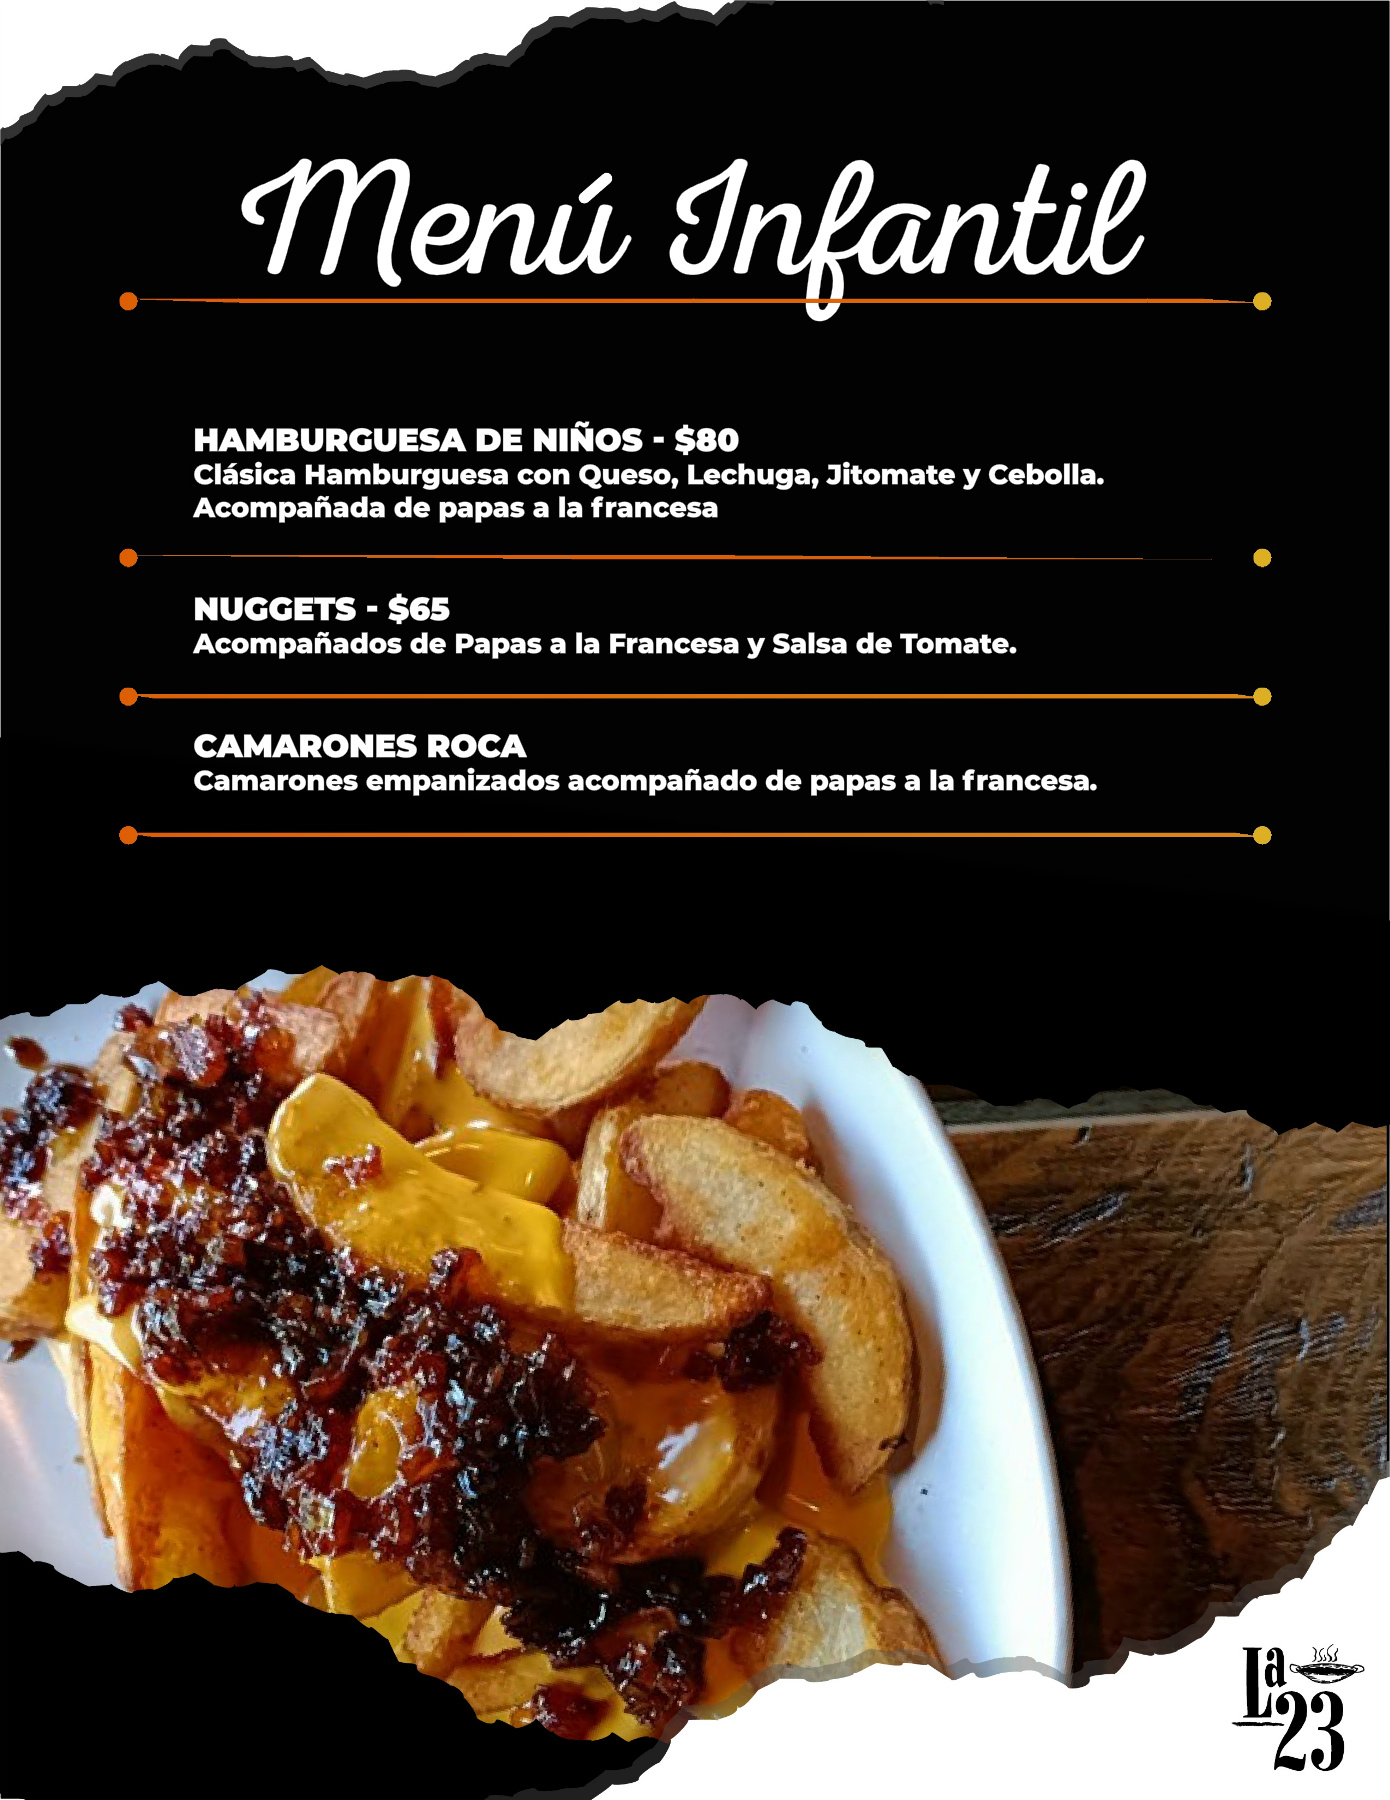 Menú Infantil
HAMBURGUESA DE NIÑOS - $80
Clásica Hamburguesa con Queso, Lechuga, Jitomate y Cebolla.
Acompañada de papas a la francesa
NUGGETS - $65
Acompañados de Papas a la Francesa y Salsa de Tomate.
CAMARONES ROCA
Camarones empanizados acompañado de papas a la francesa.
La
23